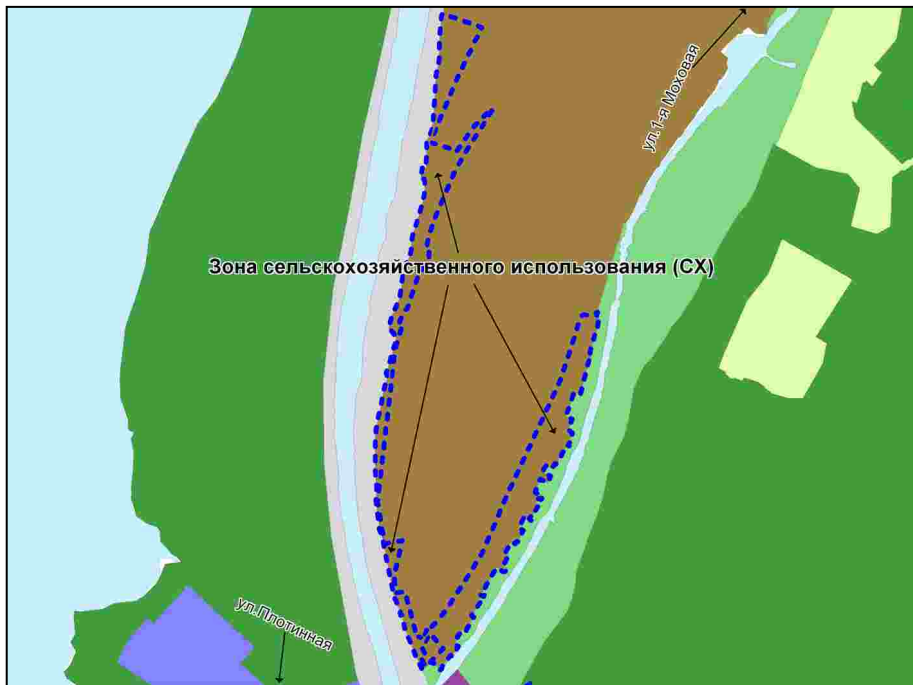 ул.1-я Моховая
Зона сельскохозяйственного использования (СХ)
ул.Плотинная